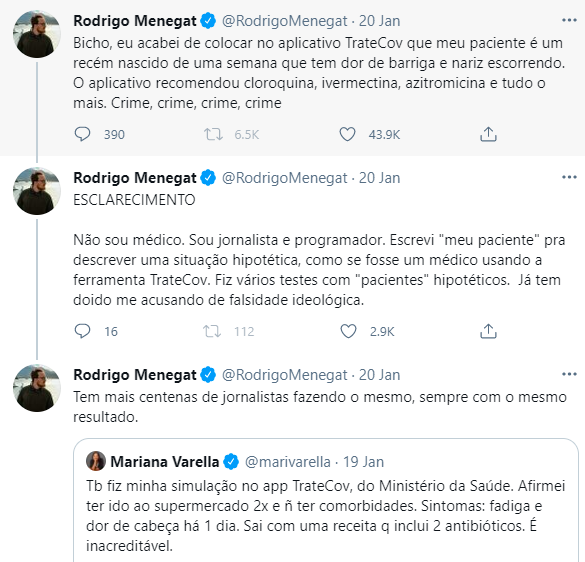 Rodrigo Menegat @RodrigoMenegat · 20 Jan
Bicho, eu acabei de colocar no aplicativo TrateCov que meu paciente é um
recém nascido de uma semana que tem dor de barriga e nariz escorrendo.
O aplicativo recomendou cloroquina, ivermectina, azitromicina e tudo o
mais. Crime, crime, crime, crime
390 6.5K 43.9K
Rodrigo Menegat @RodrigoMenegat · 20 Jan
ESCLARECIMENTO
Não sou médico. Sou jornalista e programador. Escrevi "meu paciente" pra
descrever uma situação hipotética, como se fosse um médico usando a
ferramenta TrateCov. Fiz vários testes com "pacientes" hipotéticos. Já tem
doido me acusando de falsidade ideológica.
16 112 2.9K
Rodrigo Menegat @RodrigoMenegat · 20 Jan
Tem mais centenas de jornalistas fazendo o mesmo, sempre com o mesmo
resultado.
Mariana Varella @marivarella · 19 Jan
Tb fiz minha simulação no app TrateCov, do Ministério da Saúde. Afirmei
ter ido ao supermercado 2x e ñ ter comorbidades. Sintomas: fadiga e
dor de cabeça há 1 dia. Sai com uma receita q inclui 2 antibióticos. É
inacreditável.